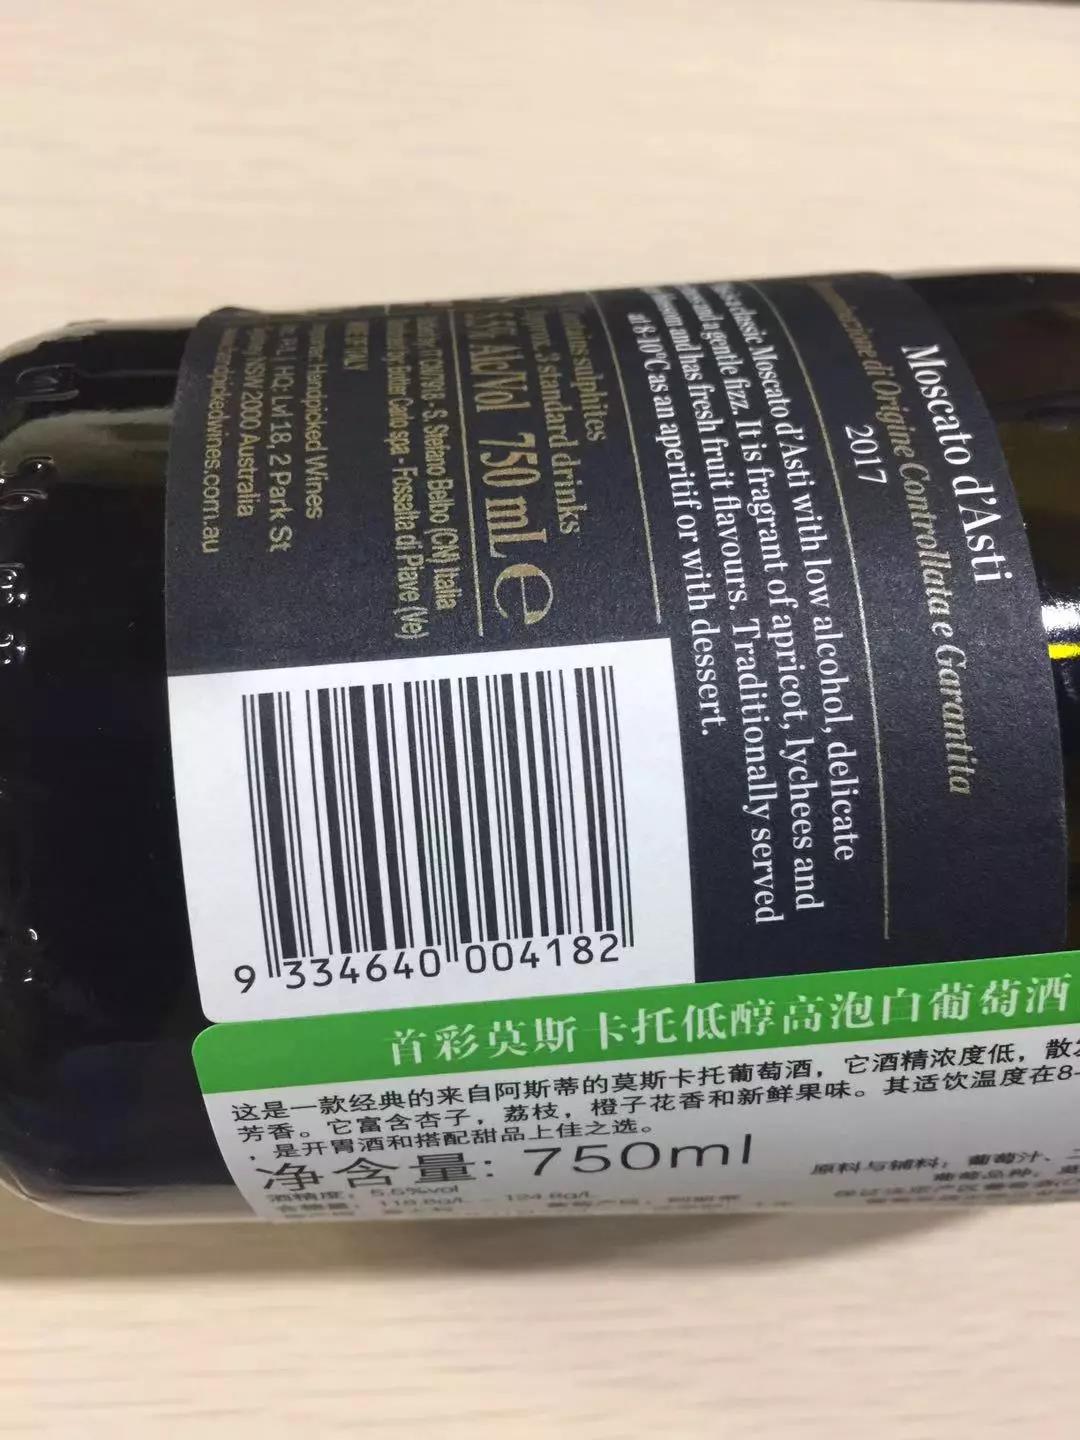 Moscato d'Asti
di Origine Controllata e Garantita
2017
classic Moscato d'Asti with low alcohol, delicate
and a gentle fizz. It is fragrant of apricot, lychees and
and has fresh fruit flavours. Traditionally served
at 8-10°C as an aperitif or with dessert.
sulphites
3 standard drinks
5.5% Alc/Vol 750 mL e
S. Stefano Belbo (CN) Italia
Carlo spa - Fossalta di Piave (Ve)
Handpicked Wines
HQ, Lvl 18, 2 Park St
NSW 2000 Australia
9 334640 004182
首彩莫斯卡托低醇高泡白葡萄酒
这是一款经典的来自阿斯蒂的莫斯卡托葡萄酒，它酒精浓度低，散
芳香。它富含杏子，荔枝，橙子花香和新鲜果味。其适饮温度在8-
，是开胃酒和搭配甜品上佳之选。
净含量: 750ml
原料与辅料：葡萄汁、
葡萄品种：
酒精度： 5.5%vol